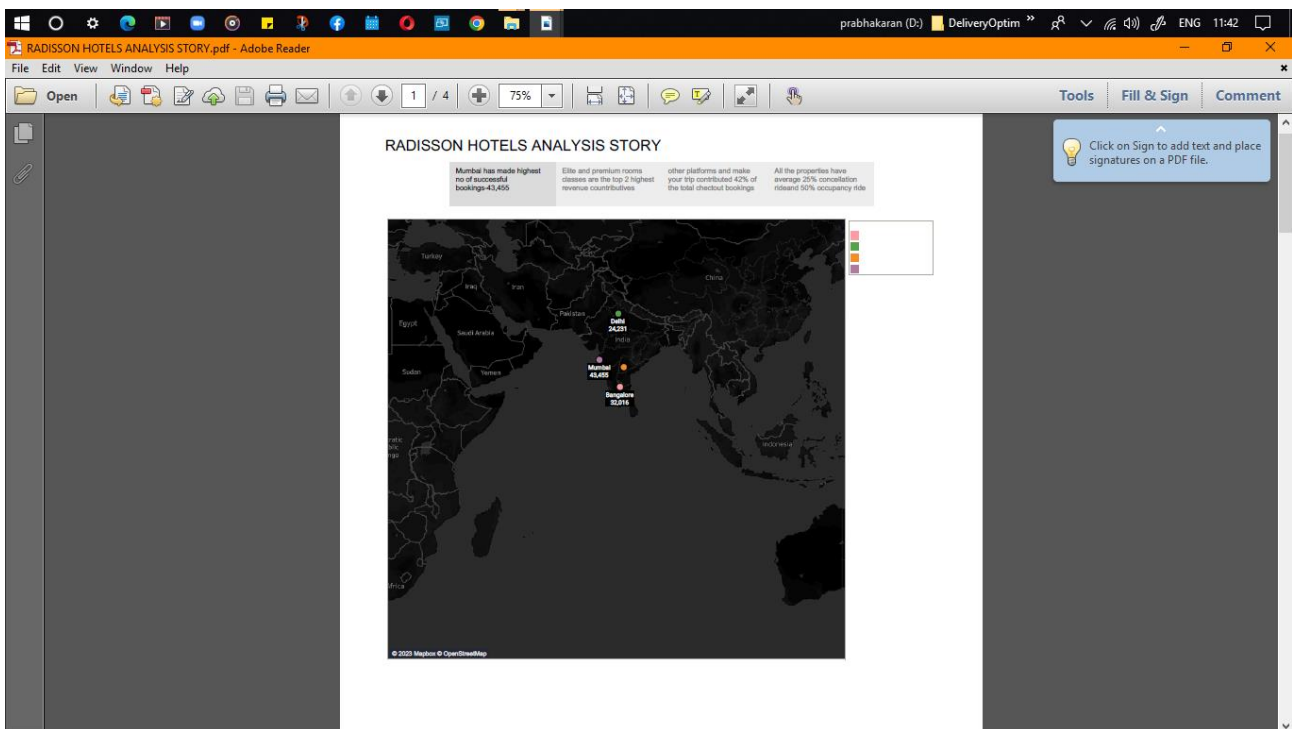 prabhakaran (D:) DeliveryOptim » ENG 11:42
RADISSON HOTELS ANALYSIS STORY.pdf - Adobe Reader
File Edit View Window Help
Open 1 / 4 75% Tools Fill & Sign Comment
Click on Sign to add text and place
signatures on a PDF file.
RADISSON HOTELS ANALYSIS STORY
Mumbai has made highest
no of successful
bookings-43,455
Elite and premium rooms
classes are the top 2 highest
revenue countributives
other platforms and make
your trip contributed 42% of
the total checkout bookings
All the properties have
average 25% concellation
rideand 50% occupancy ride
Turkey
China
Iraq
Iran
Pakistan
Delhi
24,231
Egypt
Saudi Arabia
India
Mumbai
43,455
Sudan
Yemen
Bangalore
32,016
Indonesia
ratic
blic
ngo
Africa
© 2023 Mapbox © OpenStreetMap